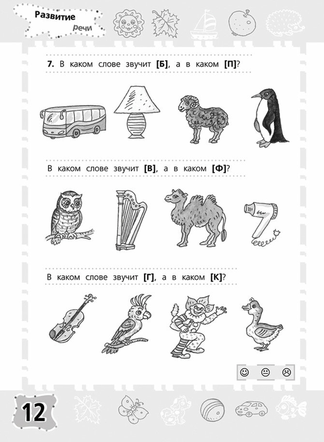 Развитие
речи
7. В каком слове звучит [Б], а в каком [П]?
В каком слове звучит [В], а в каком [Ф]?
В каком слове звучит [Г], а в каком [К]?
12